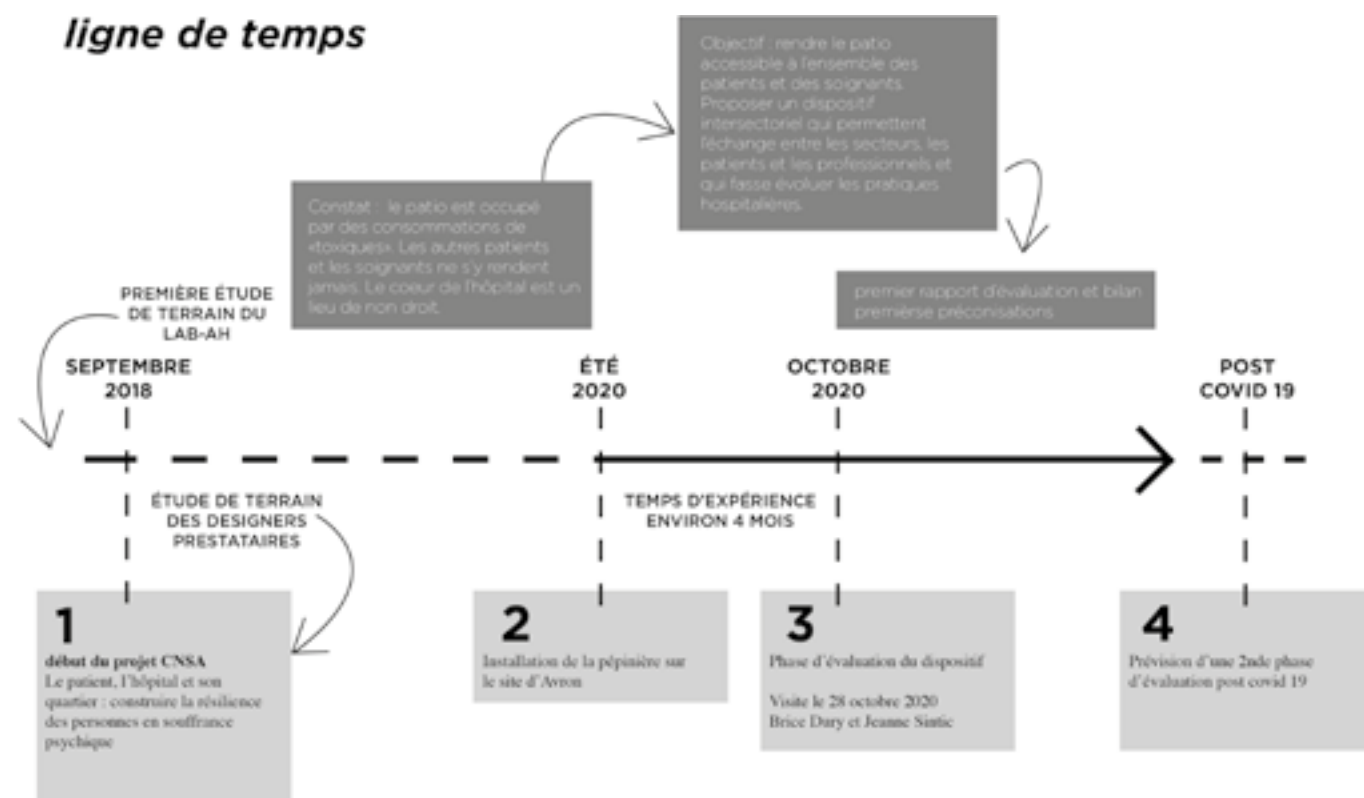 ligne de temps
Objectif : rendre le patio
accessible à l'ensemble des
patients et des soignants.
Proposer un dispositif
intersectoriel qui permettent
l'échange entre les secteurs, les
patients et les professionnels et
qui fasse évoluer les pratiques
hospitalières.
Constat : le patio est occupé
par des consommations de
«toxiques». Les autres patients
et les soignants ne s'y rendent
jamais. Le coeur de l'hôpital est un
lieu de non droit.
premier rapport d'évaluation et bilan
premièrse préconisations
PREMIÈRE ÉTUDE
DE TERRAIN DU
LAB-AH
SEPTEMBRE
2018
ÉTÉ
2020
OCTOBRE
2020
POST
COVID 19
ÉTUDE DE TERRAIN
DES DESIGNERS
PRESTATAIRES
TEMPS D'EXPÉRIENCE
ENVIRON 4 MOIS
1
début du projet CNSA
Le patient, l'hôpital et son
quartier : construire la résilience
des personnes en souffrance
psychique
2
Installation de la pépinière sur
le site d'Avron
3
Phase d'évaluation du dispositif
Visite le 28 octobre 2020
Brice Dury et Jeanne Sintic
4
Prévision d'une 2nde phase
d'évaluation post covid 19